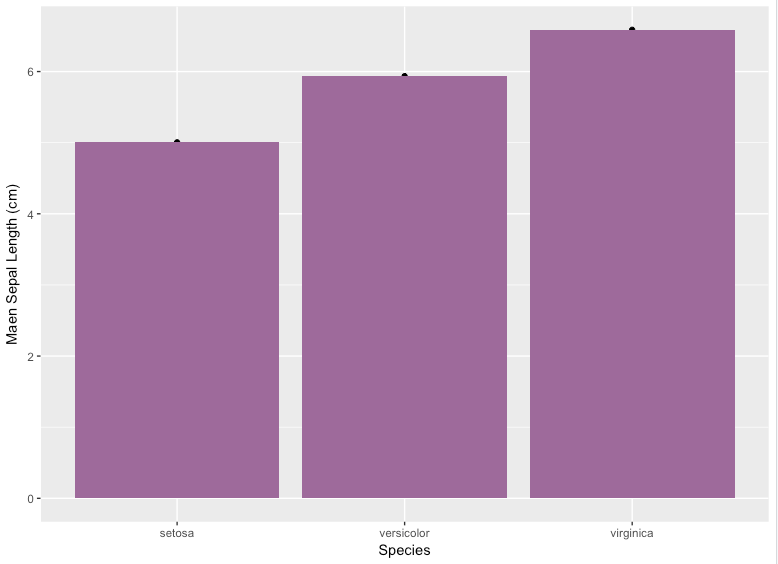 Maen Sepal Length (cm)
6
4
2
0
setosa versicolor virginica
Species